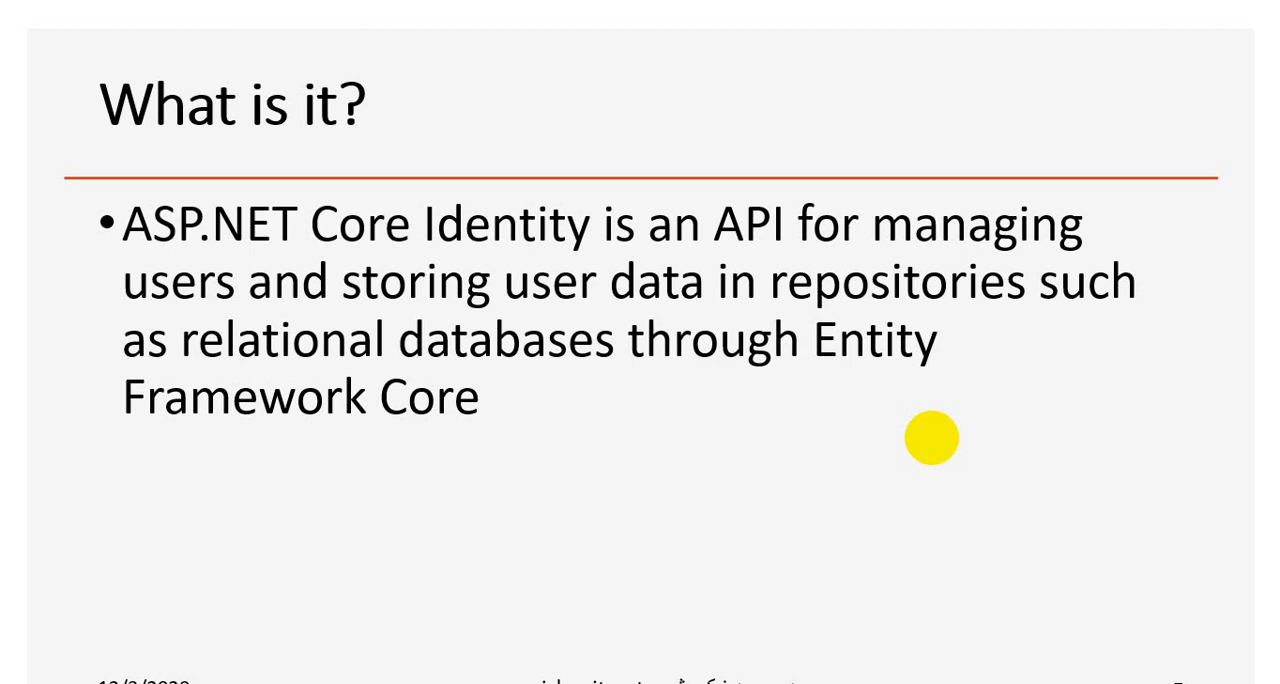 What is it?
• ASP.NET Core Identity is an API for managing
users and storing user data in repositories such
as relational databases through Entity
Framework Core